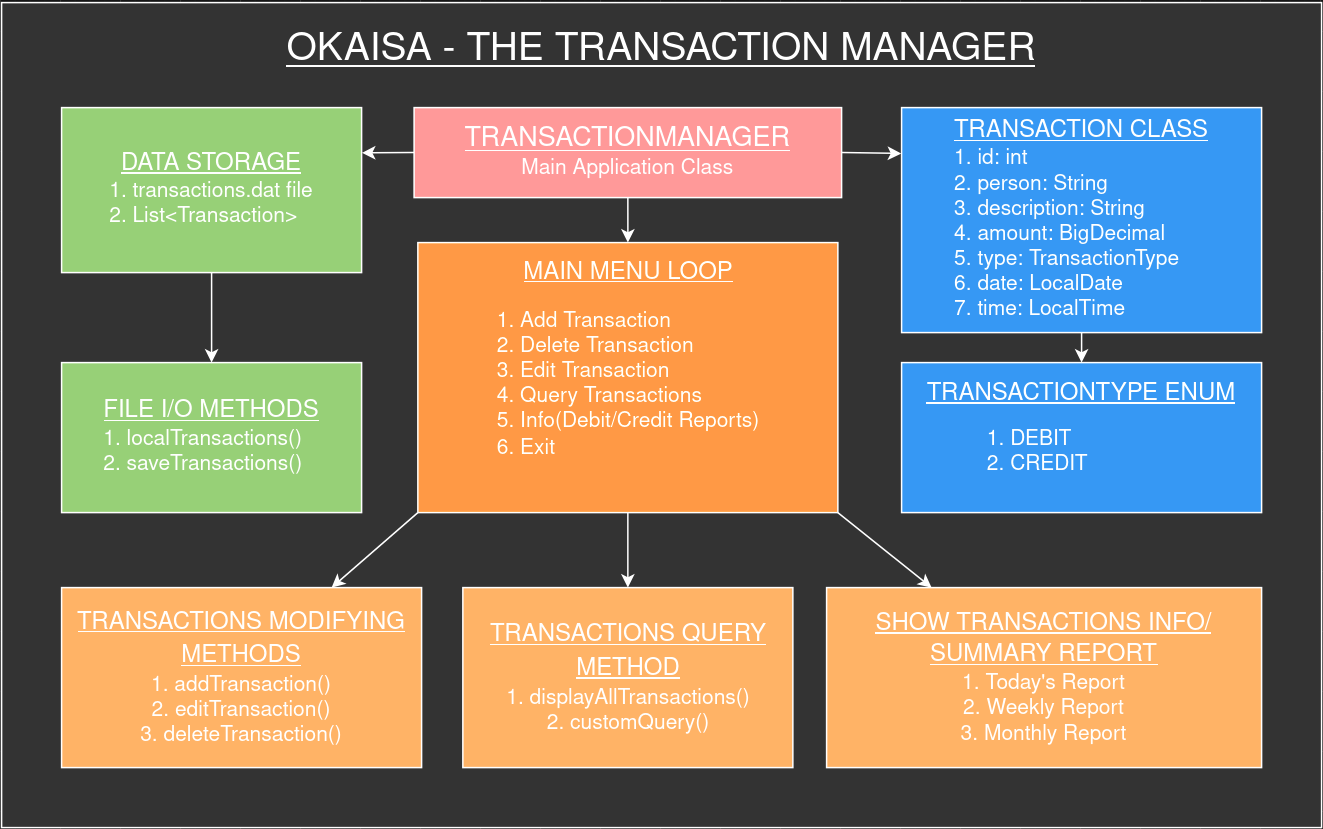 OKAISA - THE TRANSACTION MANAGER
DATA STORAGE
1. transactions.dat file
2. List<Transaction>
TRANSACTIONMANAGER
Main Application Class
TRANSACTION CLASS
1. id: int
2. person: String
3. description: String
4. amount: BigDecimal
5. type: TransactionType
6. date: LocalDate
7. time: LocalTime
MAIN MENU LOOP
1. Add Transaction
2. Delete Transaction
3. Edit Transaction
4. Query Transactions
5. Info(Debit/Credit Reports)
6. Exit
FILE I/O METHODS
1. localTransactions()
2. saveTransactions()
TRANSACTIONTYPE ENUM
1. DEBIT
2. CREDIT
TRANSACTIONS MODIFYING
METHODS
1. addTransaction()
2. editTransaction()
3. deleteTransaction()
TRANSACTIONS QUERY
METHOD
1. displayAllTransactions()
2. customQuery()
SHOW TRANSACTIONS INFO/
SUMMARY REPORT
1. Today's Report
2. Weekly Report
3. Monthly Report